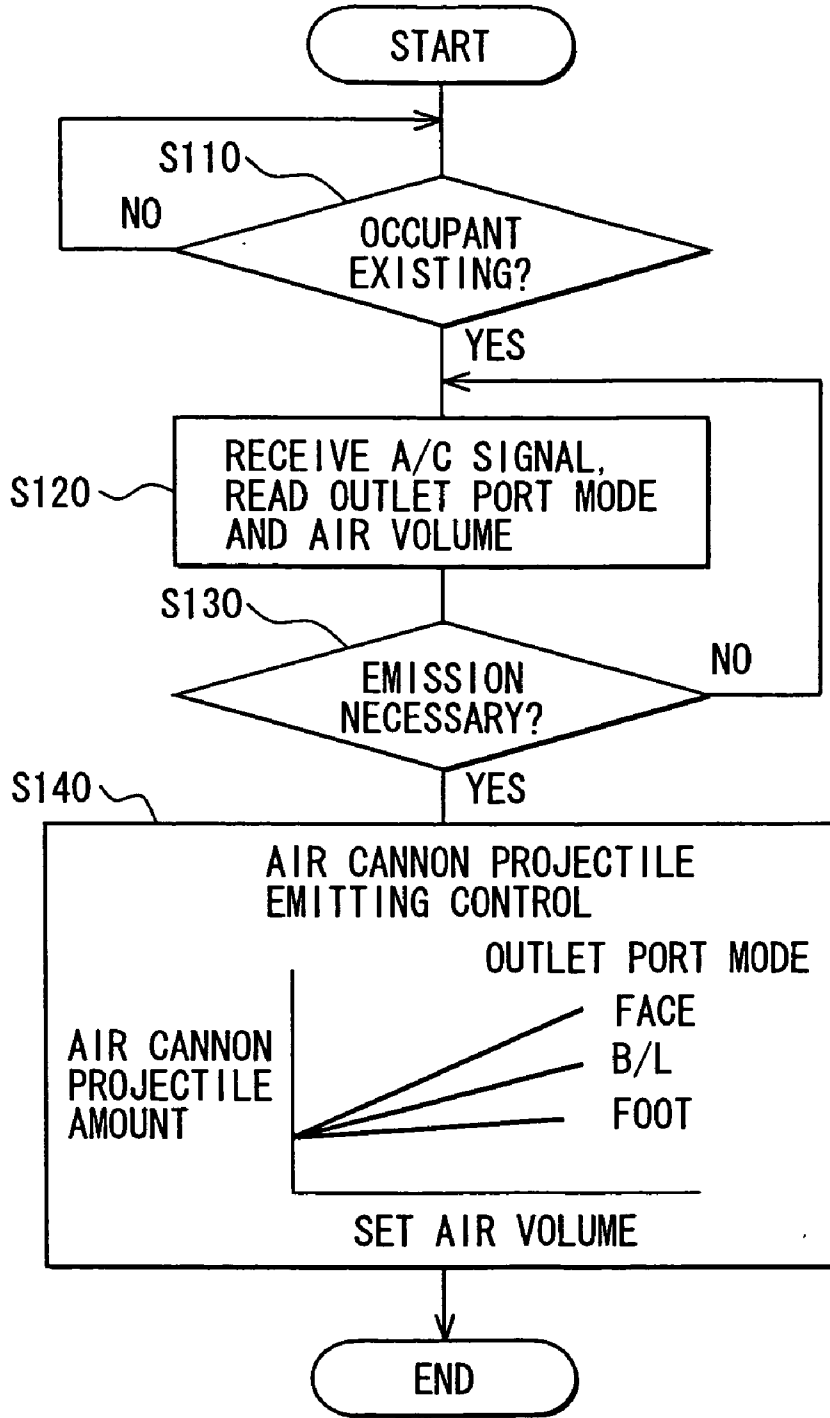 START
S110
NO
OCCUPANT
EXISTING?
YES
S120
RECEIVE A/C SIGNAL,
READ OUTLET PORT MODE
AND AIR VOLUME
S130
NO
EMISSION
NECESSARY?
YES
S140
AIR CANNON PROJECTILE
EMITTING CONTROL
OUTLET PORT MODE
FACE
B/L
FOOT
AIR CANNON
PROJECTILE
AMOUNT
SET AIR VOLUME
END